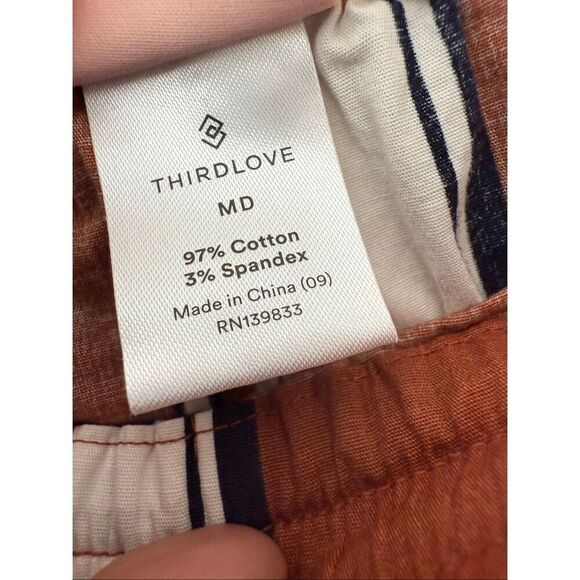 THIRDLOVE
MD
97% Cotton
3% Spandex
Made in China (09)
RN139833